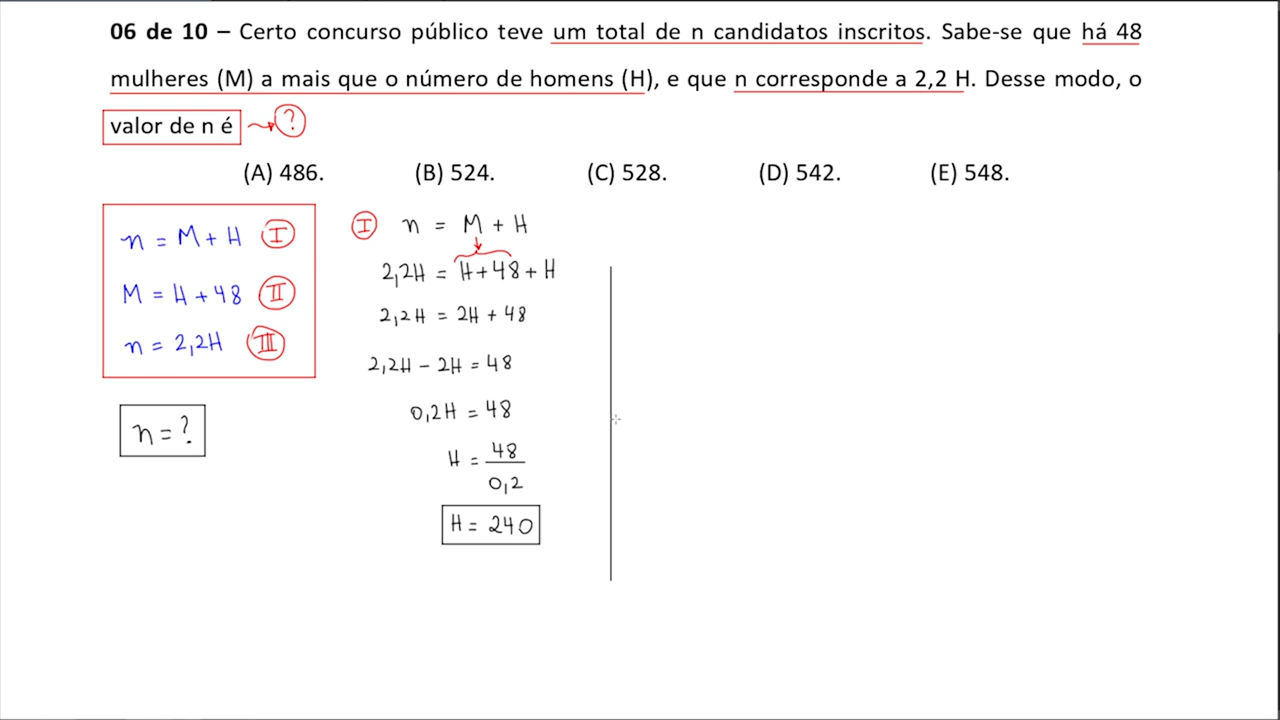 06 de 10 – Certo concurso público teve um total de n candidatos inscritos. Sabe-se que há 48
mulheres (M) a mais que o número de homens (H), e que n corresponde a 2,2 H. Desse modo, o
valor de n é ?
(A) 486. (B) 524. (C) 528. (D) 542. (E) 548.
n = M + H I
M = H + 48 II
n = 2,2H III
n = ?
I n = M + H
2,2H = H + 48 + H
2,2H = 2H + 48
2,2H – 2H = 48
0,2H = 48
H = 48
0,2
H = 240